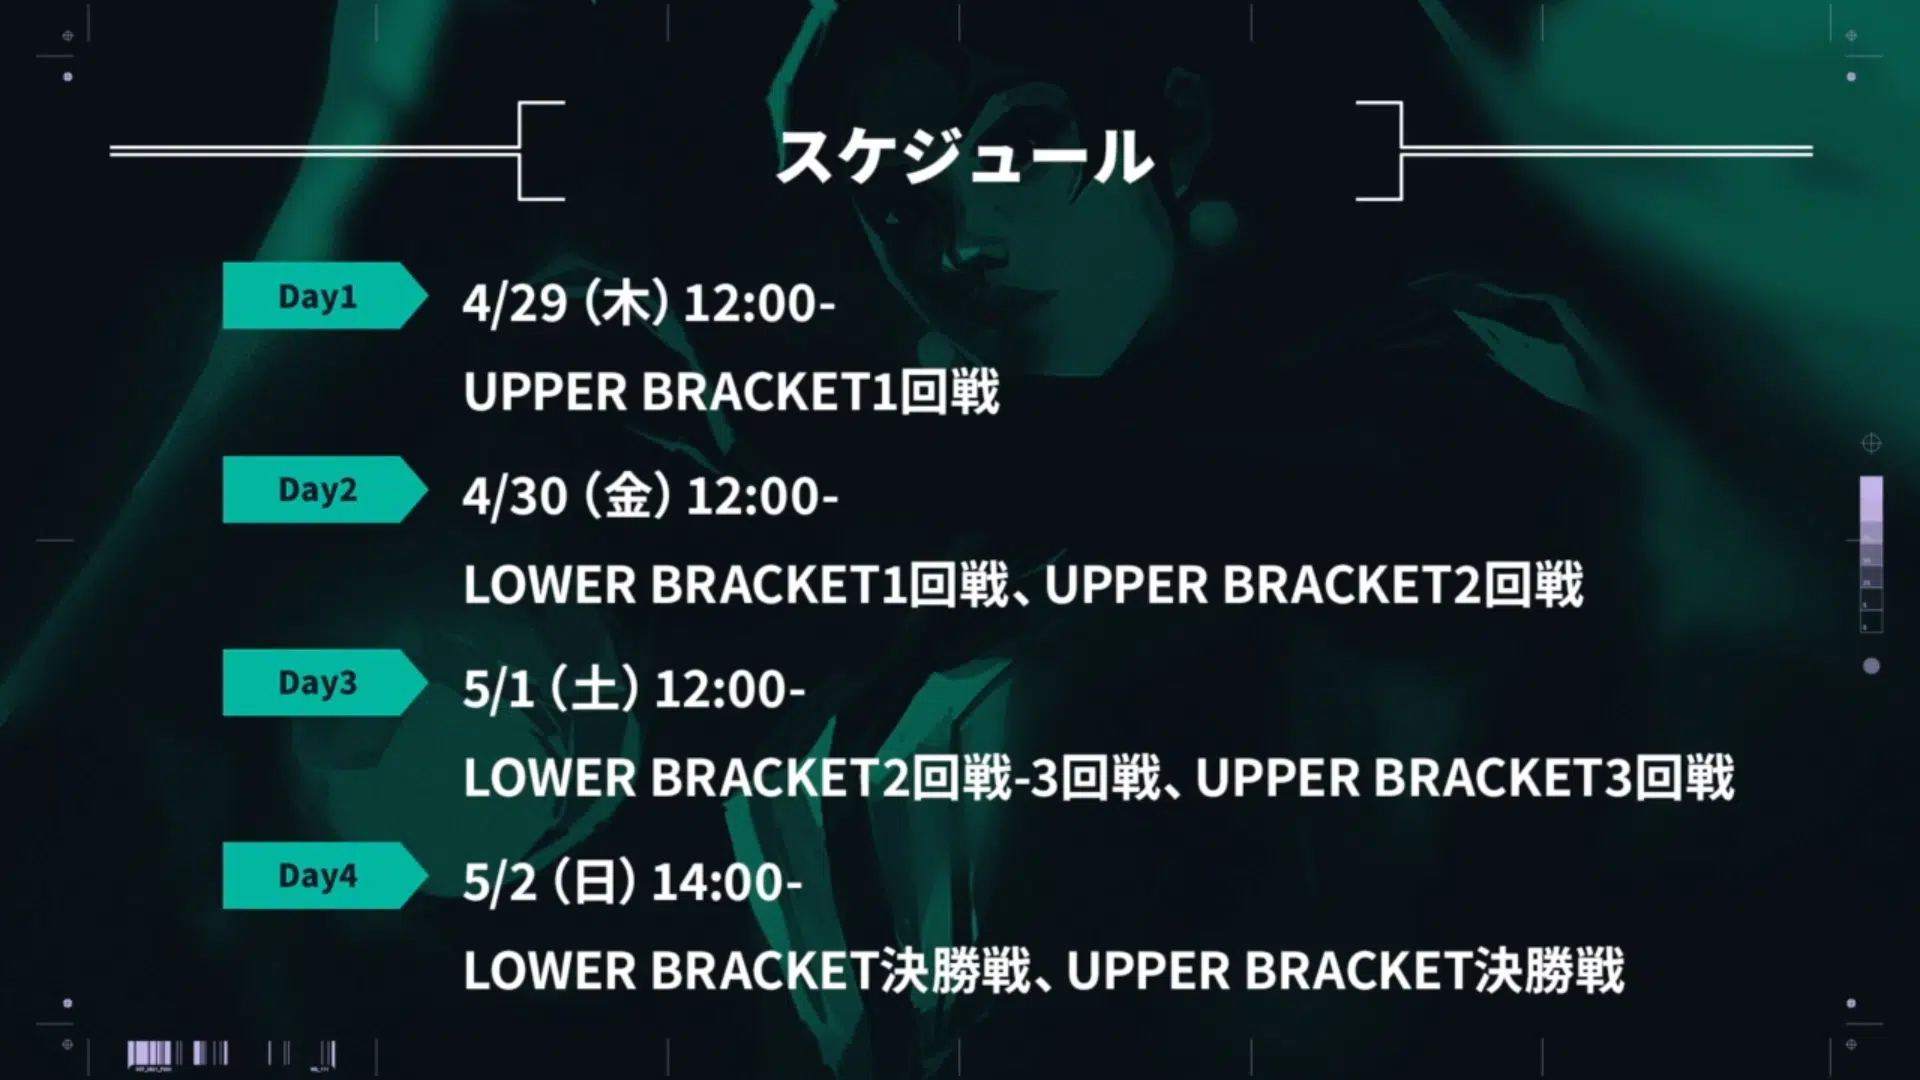 スケジュール
Day1
4/29（木）12:00-
UPPER BRACKET1回戦
Day2
4/30（金）12:00-
LOWER BRACKET1回戦、UPPER BRACKET2回戦
Day3
5/1（土）12:00-
LOWER BRACKET2回戦-3回戦、UPPER BRACKET3回戦
Day4
5/2（日）14:00-
LOWER BRACKET決勝戦、UPPER BRACKET決勝戦